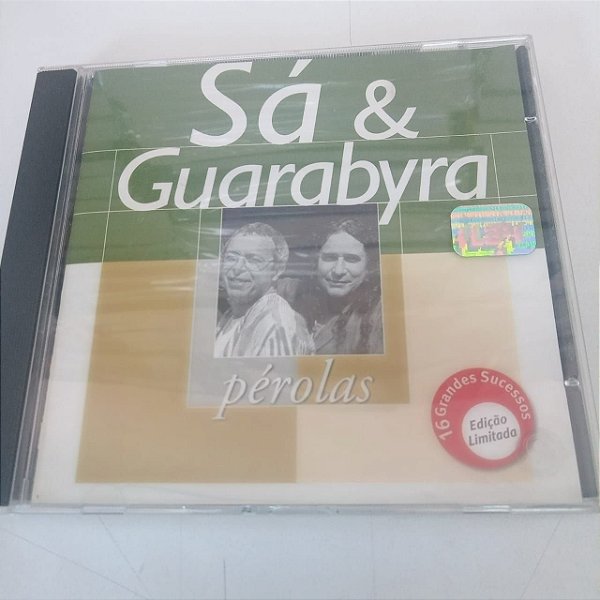 Sá &
Guarabyra
pérolas
16 Grandes Sucessos
Edição
Limitada